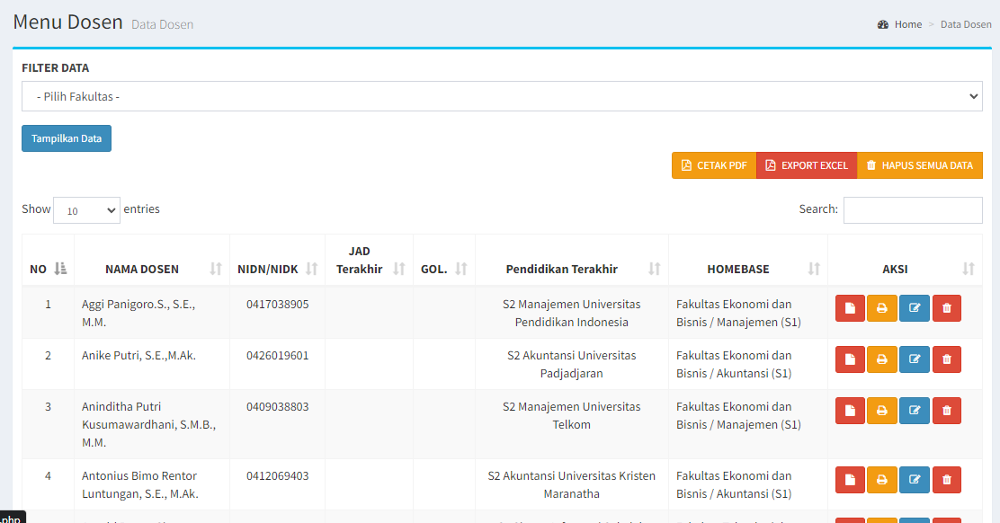 Menu Dosen Data Dosen
Home > Data Dosen
FILTER DATA
- Pilih Fakultas -
Tampilkan Data
CETAK PDF EXPORT EXCEL HAPUS SEMUA DATA
Show 10 entries
Search:
NO NAMA DOSEN NIDN/NIDK JAD Terakhir GOL. Pendidikan Terakhir HOMEBASE AKSI
1 Aggi Panigoro.S., S.E., 0417038905 S2 Manajemen Universitas Fakultas Ekonomi dan
M.M. Pendidikan Indonesia Bisnis / Manajemen (S1)
2 Anike Putri, S.E.,M.Ak. 0426019601 S2 Akuntansi Universitas Fakultas Ekonomi dan
Padjadjaran Bisnis / Akuntansi (S1)
3 Aninditha Putri 0409038803 S2 Manajemen Universitas Fakultas Ekonomi dan
Kusumawardhani, S.M.B., Telkom Bisnis / Manajemen (S1)
M.M.
4 Antonius Bimo Rentor 0412069403 S2 Akuntansi Universitas Kristen Fakultas Ekonomi dan
Luntungan, S.E., M.Ak. Maranatha Bisnis / Akuntansi (S1)
.php